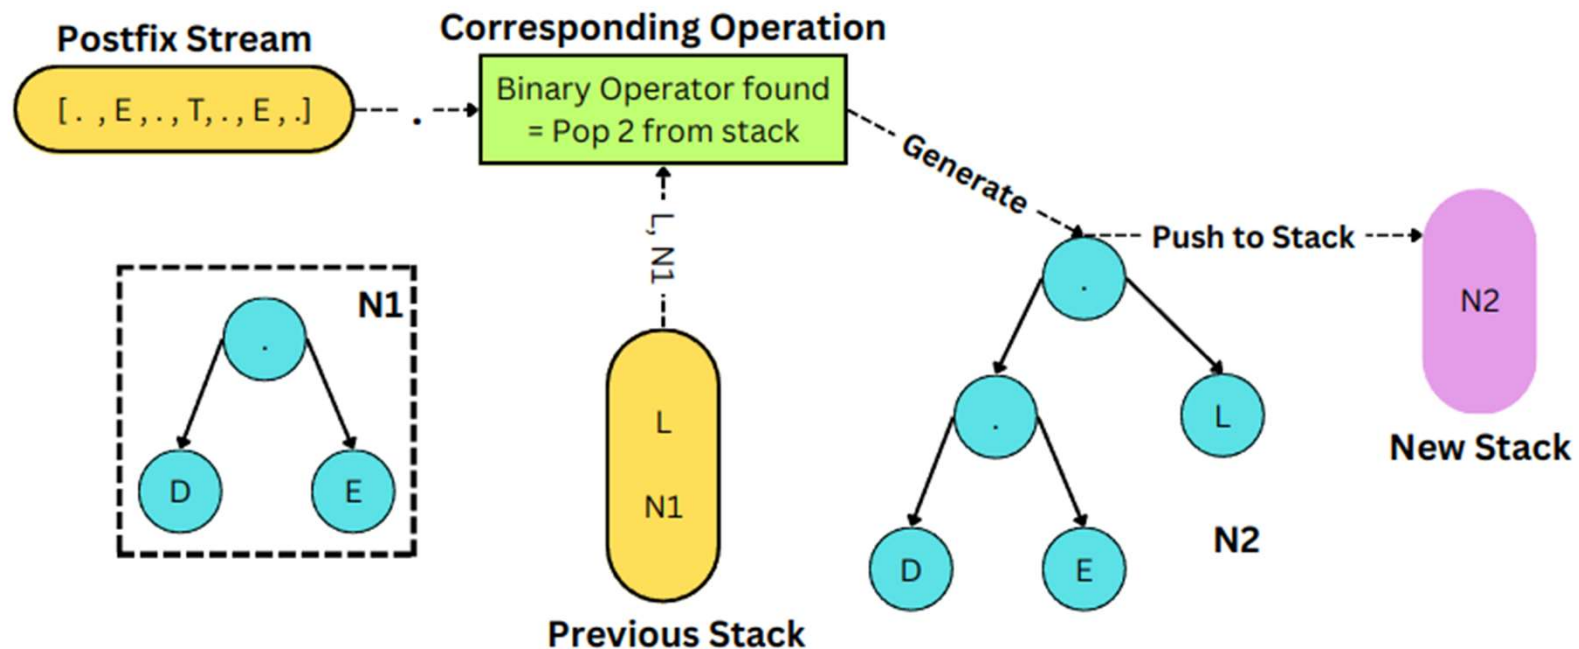 Postfix Stream
[ . , E , . , T, . , E , .]
.
Corresponding Operation
Binary Operator found
= Pop 2 from stack
Generate
Push to Stack
N2
New Stack
L, N1
L
N1
Previous Stack
N1
.
D
E
.
.
L
D
E
N2